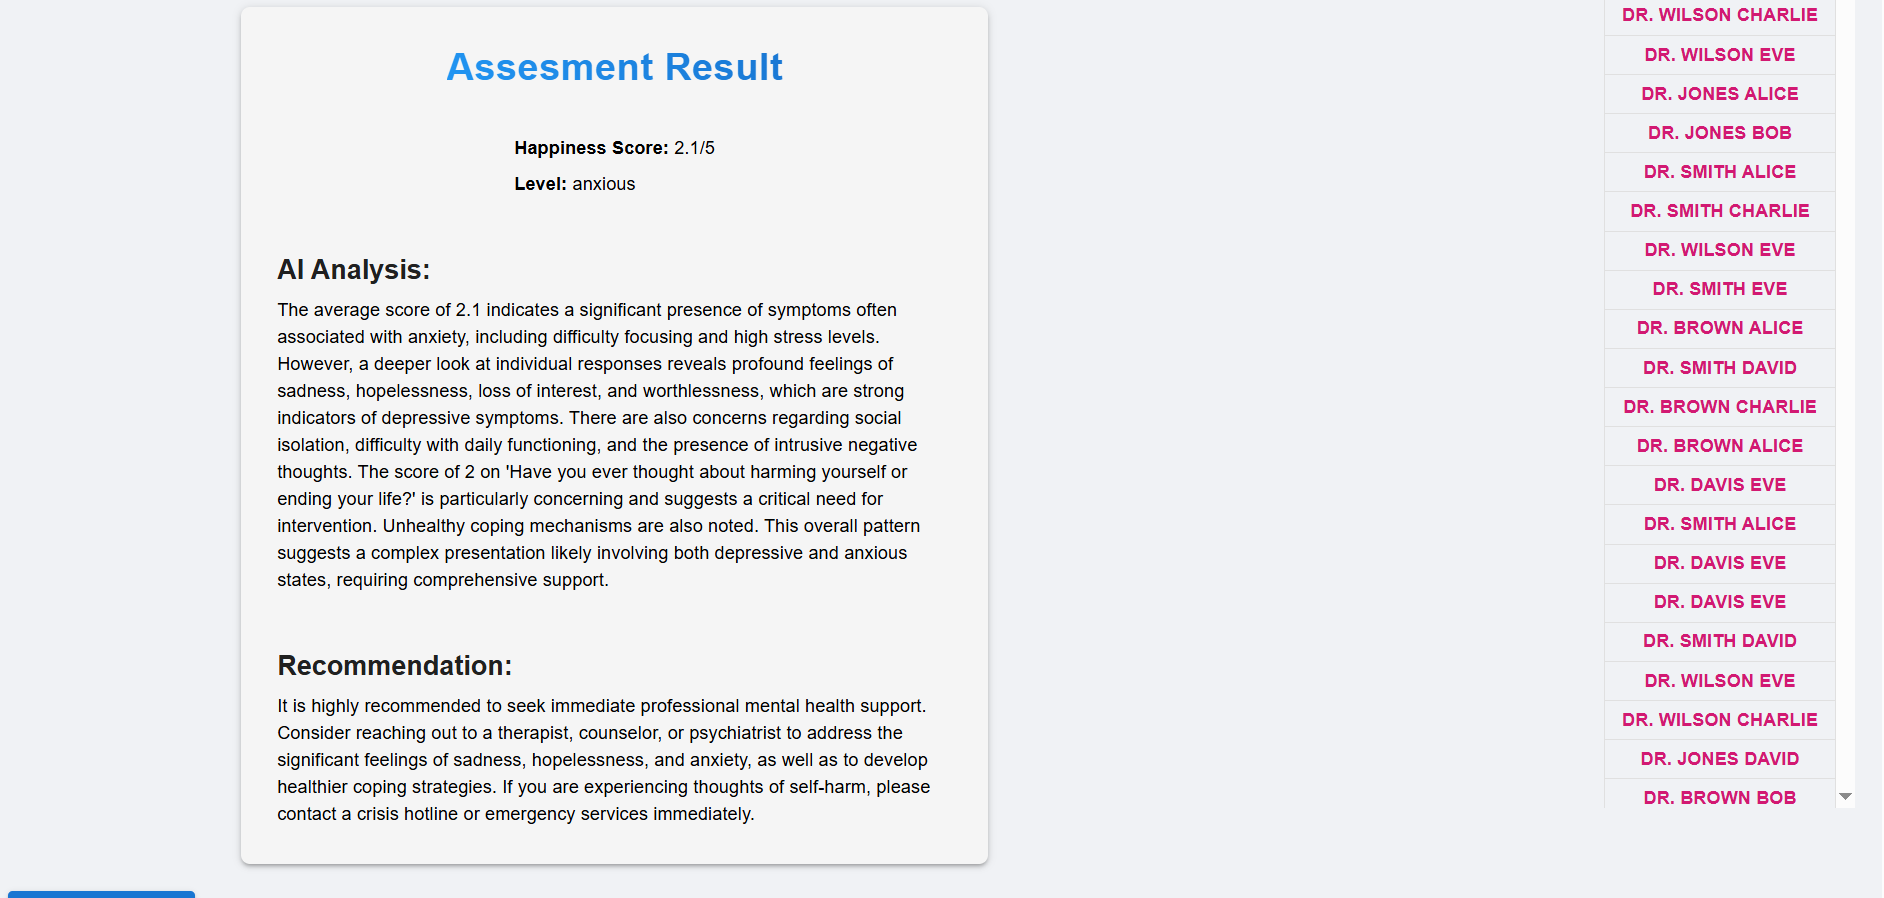 Assesment Result
Happiness Score: 2.1/5
Level: anxious
AI Analysis:
The average score of 2.1 indicates a significant presence of symptoms often
associated with anxiety, including difficulty focusing and high stress levels.
However, a deeper look at individual responses reveals profound feelings of
sadness, hopelessness, loss of interest, and worthlessness, which are strong
indicators of depressive symptoms. There are also concerns regarding social
isolation, difficulty with daily functioning, and the presence of intrusive negative
thoughts. The score of 2 on 'Have you ever thought about harming yourself or
ending your life?' is particularly concerning and suggests a critical need for
intervention. Unhealthy coping mechanisms are also noted. This overall pattern
suggests a complex presentation likely involving both depressive and anxious
states, requiring comprehensive support.
Recommendation:
It is highly recommended to seek immediate professional mental health support.
Consider reaching out to a therapist, counselor, or psychiatrist to address the
significant feelings of sadness, hopelessness, and anxiety, as well as to develop
healthier coping strategies. If you are experiencing thoughts of self-harm, please
contact a crisis hotline or emergency services immediately.
DR. WILSON CHARLIE
DR. WILSON EVE
DR. JONES ALICE
DR. JONES BOB
DR. SMITH ALICE
DR. SMITH CHARLIE
DR. WILSON EVE
DR. SMITH EVE
DR. BROWN ALICE
DR. SMITH DAVID
DR. BROWN CHARLIE
DR. BROWN ALICE
DR. DAVIS EVE
DR. SMITH ALICE
DR. DAVIS EVE
DR. DAVIS EVE
DR. SMITH DAVID
DR. WILSON EVE
DR. WILSON CHARLIE
DR. JONES DAVID
DR. BROWN BOB